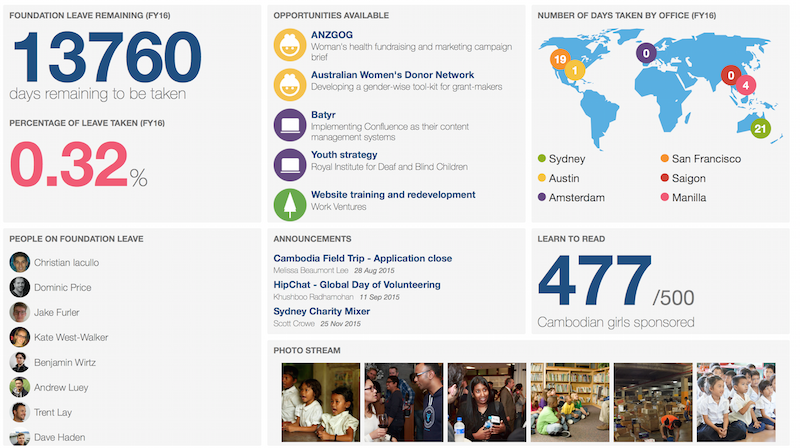 FOUNDATION LEAVE REMAINING (FY16)
13760
days remaining to be taken
PERCENTAGE OF LEAVE TAKEN (FY16)
0.32%
OPPORTUNITIES AVAILABLE
ANZGOG
Woman's health fundraising and marketing campaign
brief
Australian Women's Donor Network
Developing a gender-wise tool-kit for grant-makers
Batyr
Implementing Confluence as their content
management systems
Youth strategy
Royal Institute for Deaf and Blind Children
Website training and redevelopment
Work Ventures
NUMBER OF DAYS TAKEN BY OFFICE (FY16)
19
1
0
0
4
21
Sydney
San Francisco
Austin
Saigon
Amsterdam
Manilla
PEOPLE ON FOUNDATION LEAVE
Christian Iacullo
Dominic Price
Jake Furler
Kate West-Walker
Benjamin Wirtz
Andrew Luey
Trent Lay
Dave Haden
ANNOUNCEMENTS
Cambodia Field Trip - Application close
Melissa Beaumont Lee 28 Aug 2015
HipChat - Global Day of Volunteering
Khushboo Radhamohan 11 Sep 2015
Sydney Charity Mixer
Scott Crowe 25 Nov 2015
LEARN TO READ
477/500
Cambodian girls sponsored
PHOTO STREAM